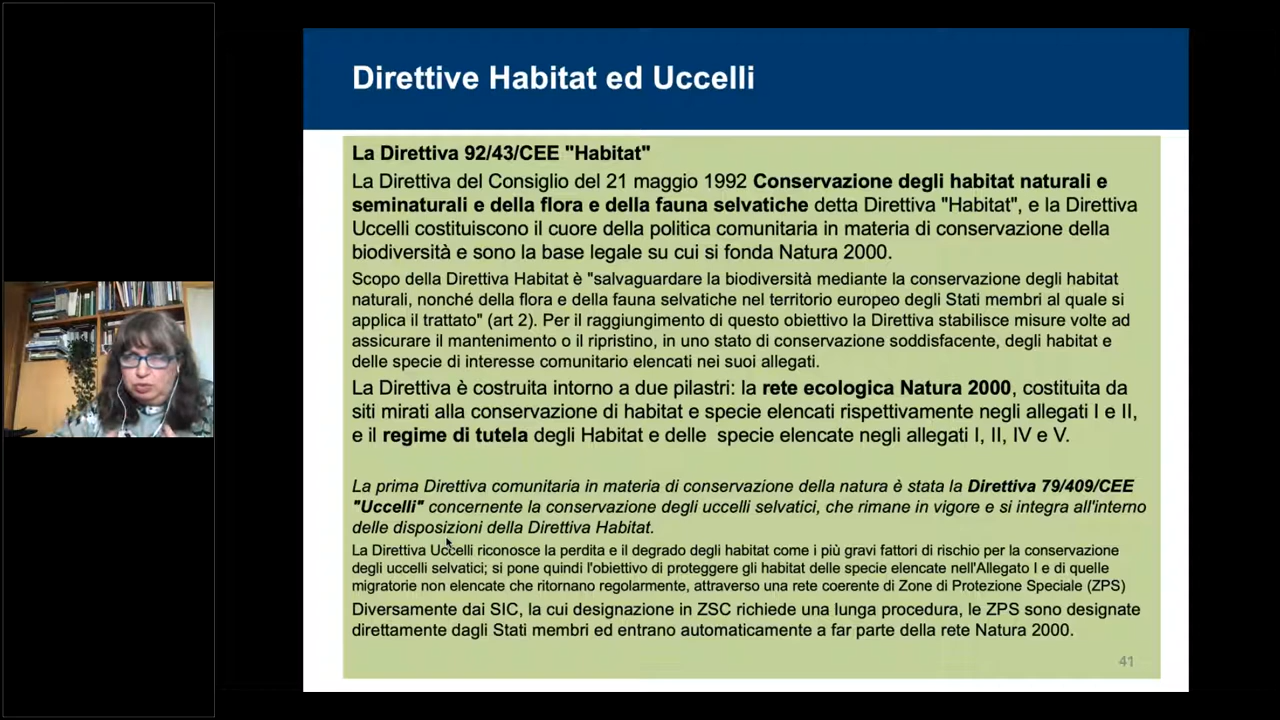 Direttive Habitat ed Uccelli
La Direttiva 92/43/CEE "Habitat"
La Direttiva del Consiglio del 21 maggio 1992 Conservazione degli habitat naturali e
seminaturali e della flora e della fauna selvatiche detta Direttiva "Habitat", e la Direttiva
Uccelli costituiscono il cuore della politica comunitaria in materia di conservazione della
biodiversità e sono la base legale su cui si fonda Natura 2000.
Scopo della Direttiva Habitat è "salvaguardare la biodiversità mediante la conservazione degli habitat
naturali, nonché della flora e della fauna selvatiche nel territorio europeo degli Stati membri al quale si
applica il trattato" (art 2). Per il raggiungimento di questo obiettivo la Direttiva stabilisce misure volte ad
assicurare il mantenimento o il ripristino, in uno stato di conservazione soddisfacente, degli habitat e
delle specie di interesse comunitario elencati nei suoi allegati.
La Direttiva è costruita intorno a due pilastri: la rete ecologica Natura 2000, costituita da
siti mirati alla conservazione di habitat e specie elencati rispettivamente negli allegati I e II,
e il regime di tutela degli Habitat e delle specie elencate negli allegati I, II, IV e V.
La prima Direttiva comunitaria in materia di conservazione della natura è stata la Direttiva 79/409/CEE
"Uccelli" concernente la conservazione degli uccelli selvatici, che rimane in vigore e si integra all'interno
delle disposizioni della Direttiva Habitat.
La Direttiva Uccelli riconosce la perdita e il degrado degli habitat come i più gravi fattori di rischio per la conservazione
degli uccelli selvatici; si pone quindi l'obiettivo di proteggere gli habitat delle specie elencate nell'Allegato I e di quelle
migratorie non elencate che ritornano regolarmente, attraverso una rete coerente di Zone di Protezione Speciale (ZPS)
Diversamente dai SIC, la cui designazione in ZSC richiede una lunga procedura, le ZPS sono designate
direttamente dagli Stati membri ed entrano automaticamente a far parte della rete Natura 2000.
41